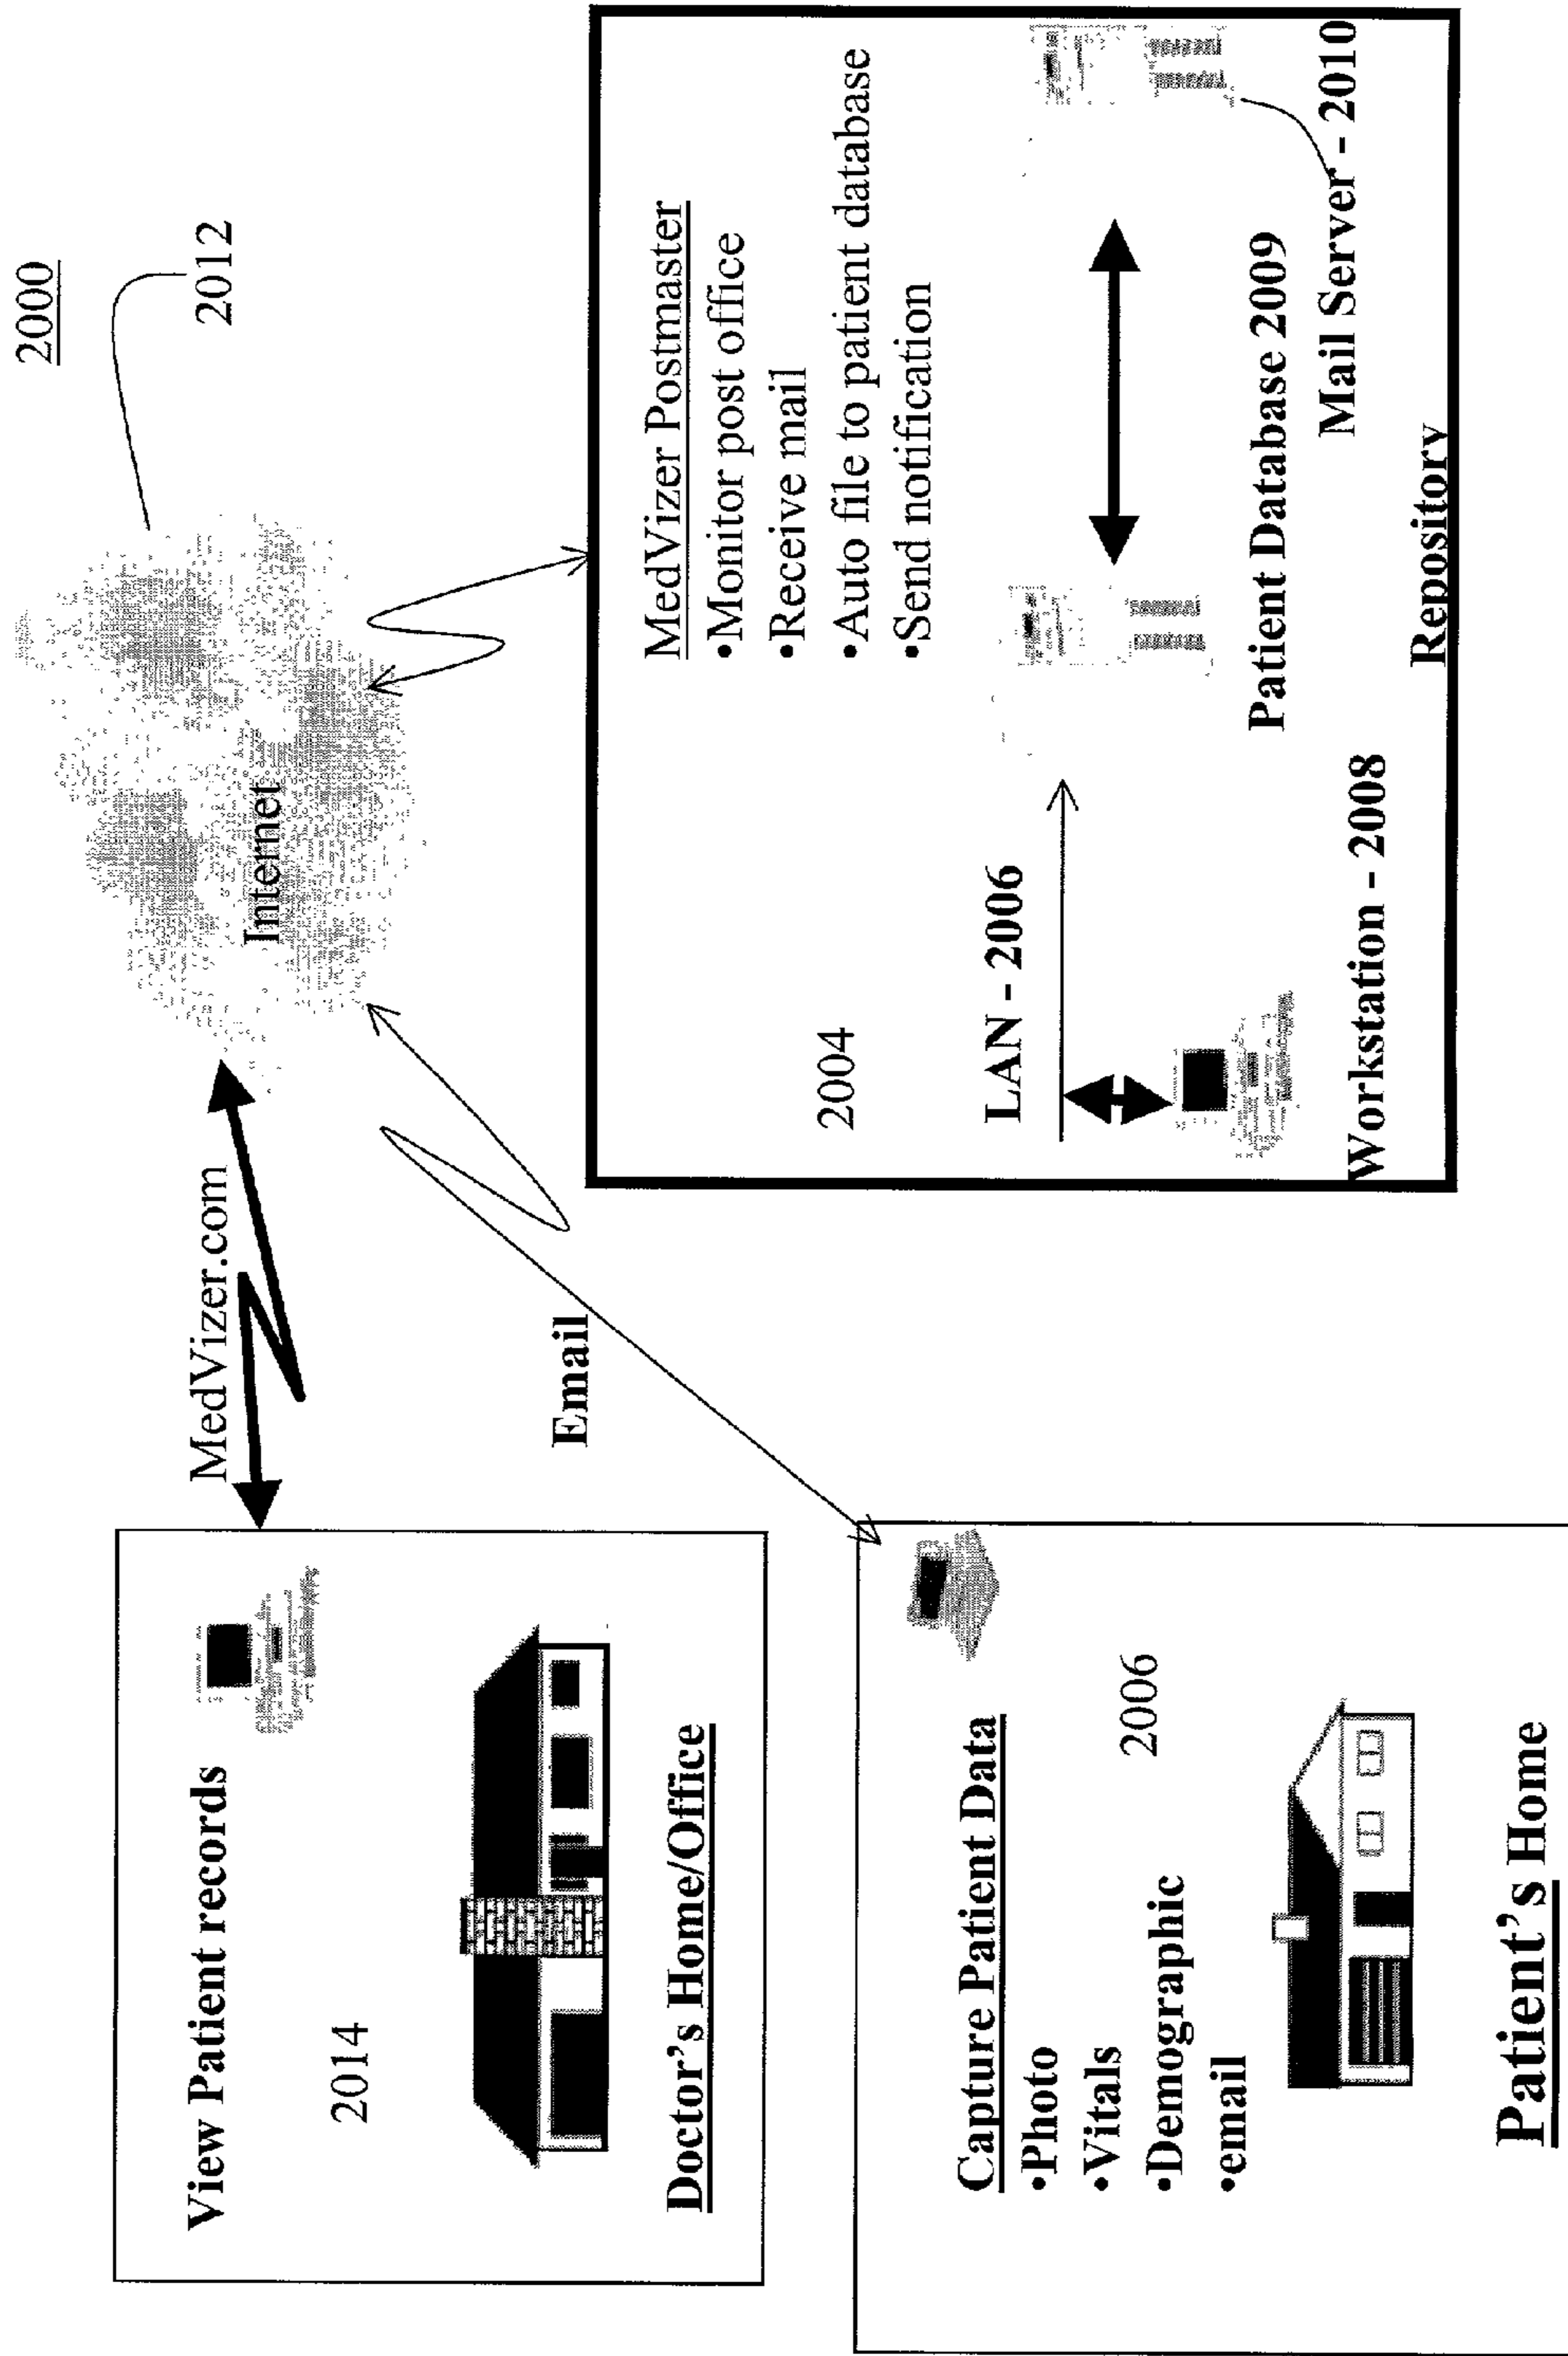 2000
2012
Internet
MedVizer.com
View Patient records
2014
Doctor's Home/Office
Email
Capture Patient Data
•Photo
•Vitals
•Demographic
•email
2006
Patient's Home
MedVizer Postmaster
•Monitor post office
•Receive mail
•Auto file to patient database
•Send notification
2004
LAN - 2006
Patient Database 2009
Workstation - 2008
Mail Server - 2010
Repository